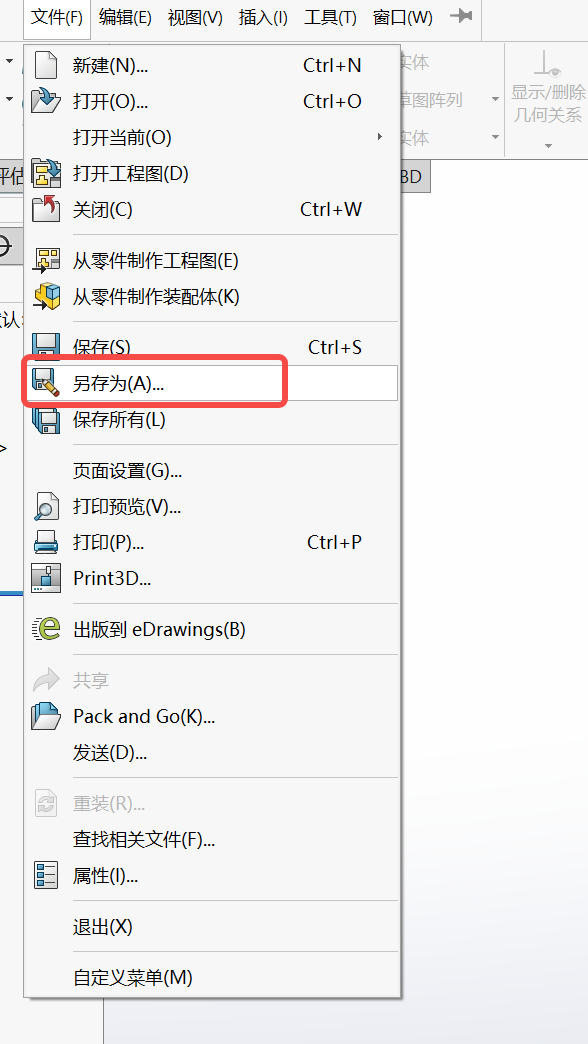 文件(F) 编辑(E) 视图(V) 插入(I) 工具(T) 窗口(W)
新建(N)... Ctrl+N
打开(O)... Ctrl+O
打开当前(O)
打开工程图(D)
关闭(C) Ctrl+W
从零件制作工程图(E)
从零件制作装配体(K)
保存(S) Ctrl+S
另存为(A)...
保存所有(L)
页面设置(G)...
打印预览(V)...
打印(P)... Ctrl+P
Print3D...
出版到 eDrawings(B)
共享
Pack and Go(K)...
发送(D)...
重装(R)...
查找相关文件(F)...
属性(I)...
退出(X)
自定义菜单(M)
实体
草图阵列
实体
显示/删除
几何关系
评估
BD